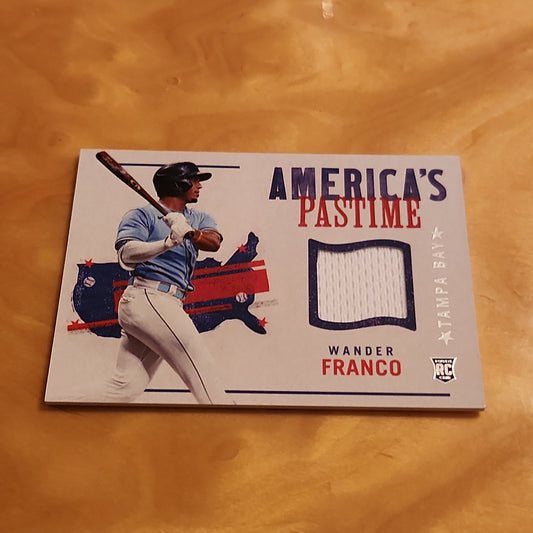 AMERICA'S
PASTIME
TAMPA BAY
WANDER
FRANCO
RC